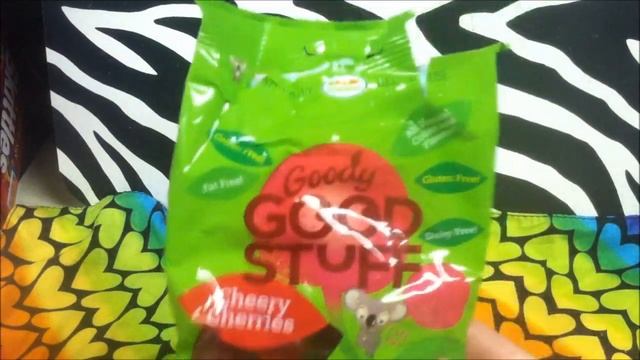 Fat Free!
Gluten Free!
Dairy Free!
Goody
GOOD
STUFF
Cheery
Cherries